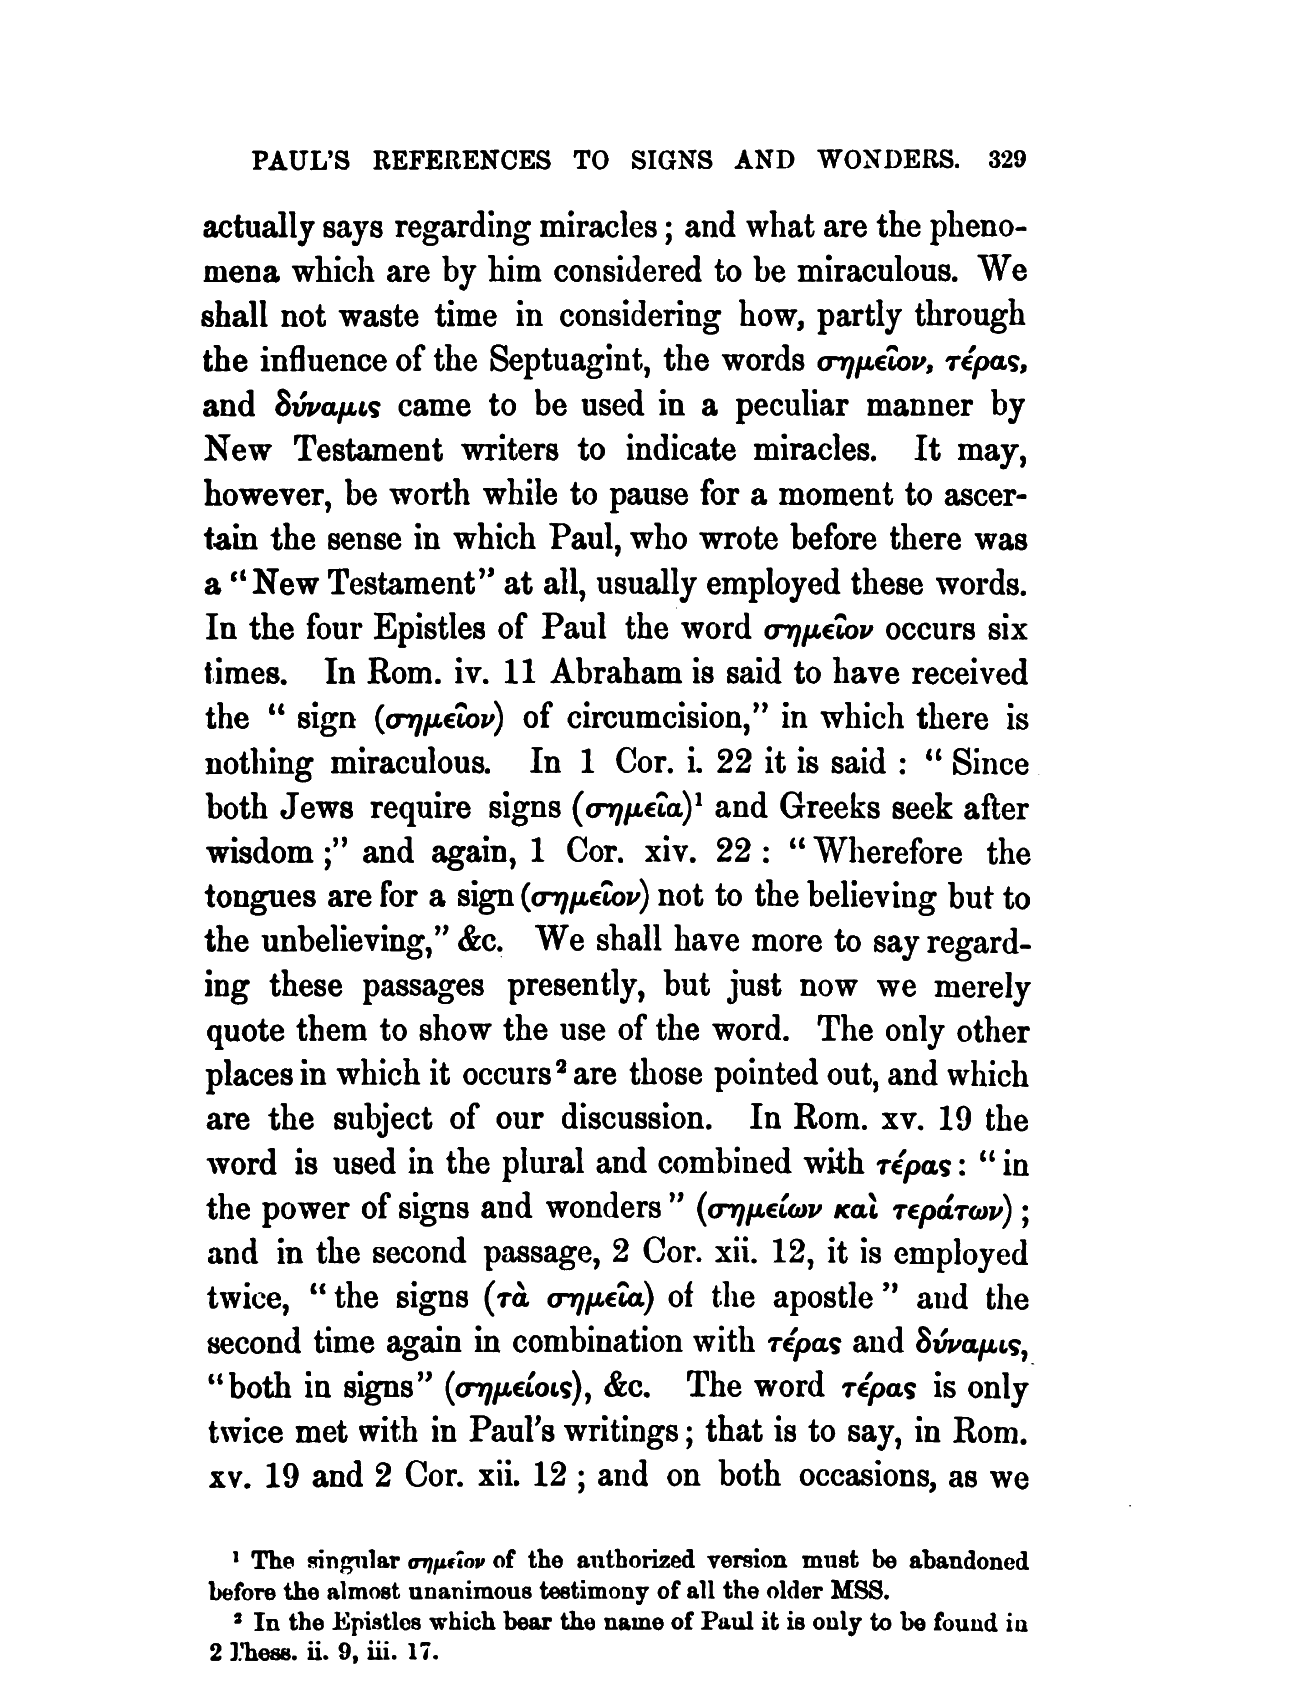 PAUL'S REFERENCES TO SIGNS AND WONDERS. 329
actually says regarding miracles; and what are the pheno-
mena which are by him considered to be miraculous. We
shall not waste time in considering how, partly through
the influence of the Septuagint, the words σημεῖον, τέρας,
and δύναμις came to be used in a peculiar manner by
New Testament writers to indicate miracles. It may,
however, be worth while to pause for a moment to ascer-
tain the sense in which Paul, who wrote before there was
a "New Testament" at all, usually employed these words.
In the four Epistles of Paul the word σημεῖον occurs six
times. In Rom. iv. 11 Abraham is said to have received
the "sign (σημεῖον) of circumcision," in which there is
nothing miraculous. In 1 Cor. i. 22 it is said: "Since
both Jews require signs (σημεῖα)¹ and Greeks seek after
wisdom;" and again, 1 Cor. xiv. 22: "Wherefore the
tongues are for a sign (σημεῖον) not to the believing but to
the unbelieving," &c. We shall have more to say regard-
ing these passages presently, but just now we merely
quote them to show the use of the word. The only other
places in which it occurs² are those pointed out, and which
are the subject of our discussion. In Rom. xv. 19 the
word is used in the plural and combined with τέρας: "in
the power of signs and wonders" (σημείων καὶ τεράτων);
and in the second passage, 2 Cor. xii. 12, it is employed
twice, "the signs (τὰ σημεῖα) of the apostle" and the
second time again in combination with τέρας and δύναμις,
"both in signs" (σημείοις), &c. The word τέρας is only
twice met with in Paul's writings; that is to say, in Rom.
xv. 19 and 2 Cor. xii. 12; and on both occasions, as we
¹ The singular σημεῖον of the authorized version must be abandoned
before the almost unanimous testimony of all the older MSS.
² In the Epistles which bear the name of Paul it is only to be found in
2 Thess. ii. 9, iii. 17.